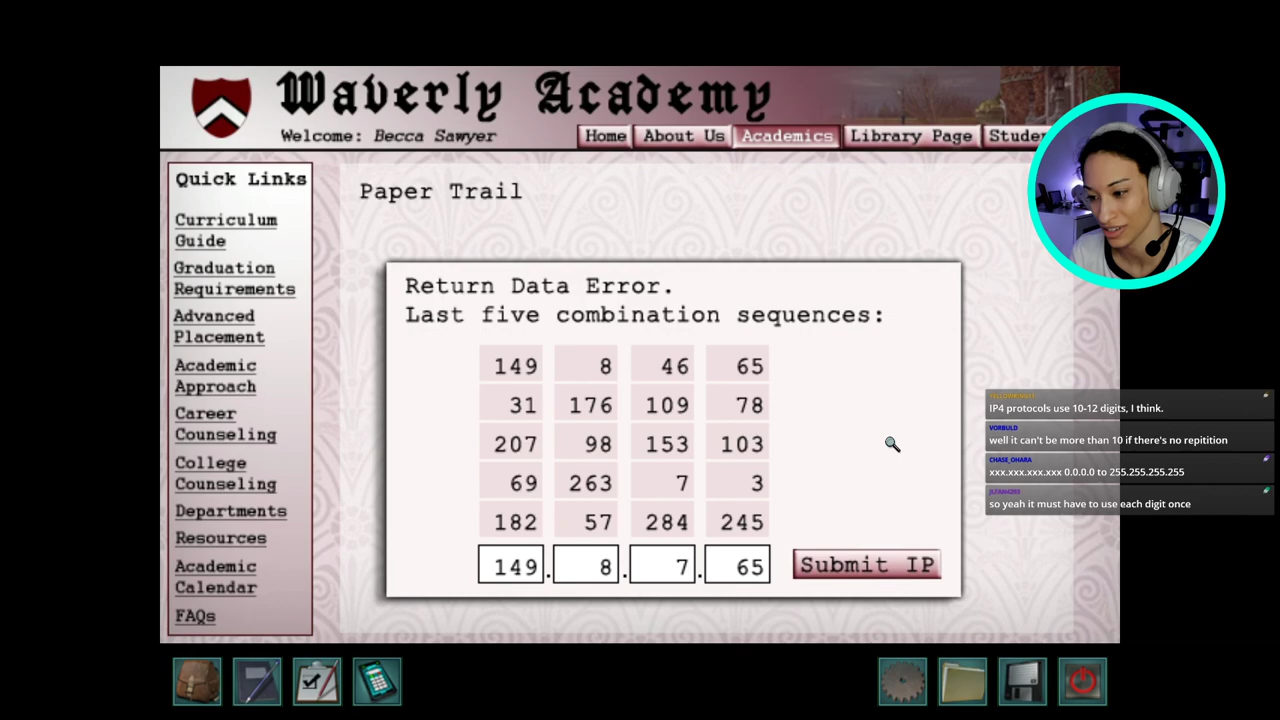 Waverly Academy
Welcome: Becca Sawyer
Home About Us Academics Library Page Studen
Quick Links
Curriculum
Guide
Graduation
Requirements
Advanced
Placement
Academic
Approach
Career
Counseling
College
Counseling
Departments
Resources
Academic
Calendar
FAQs
Paper Trail
Return Data Error.
Last five combination sequences:
149 8 46 65
31 176 109 78
207 98 153 103
69 263 7 3
182 57 284 245
149. 8. 7. 65 Submit IP
IP4 protocols use 10-12 digits, I think.
VORBULD
well it can't be more than 10 if there's no repitition
CHASE_OHARA
xxx.xxx.xxx.xxx 0.0.0.0 to 255.255.255.255
so yeah it must have to use each digit once